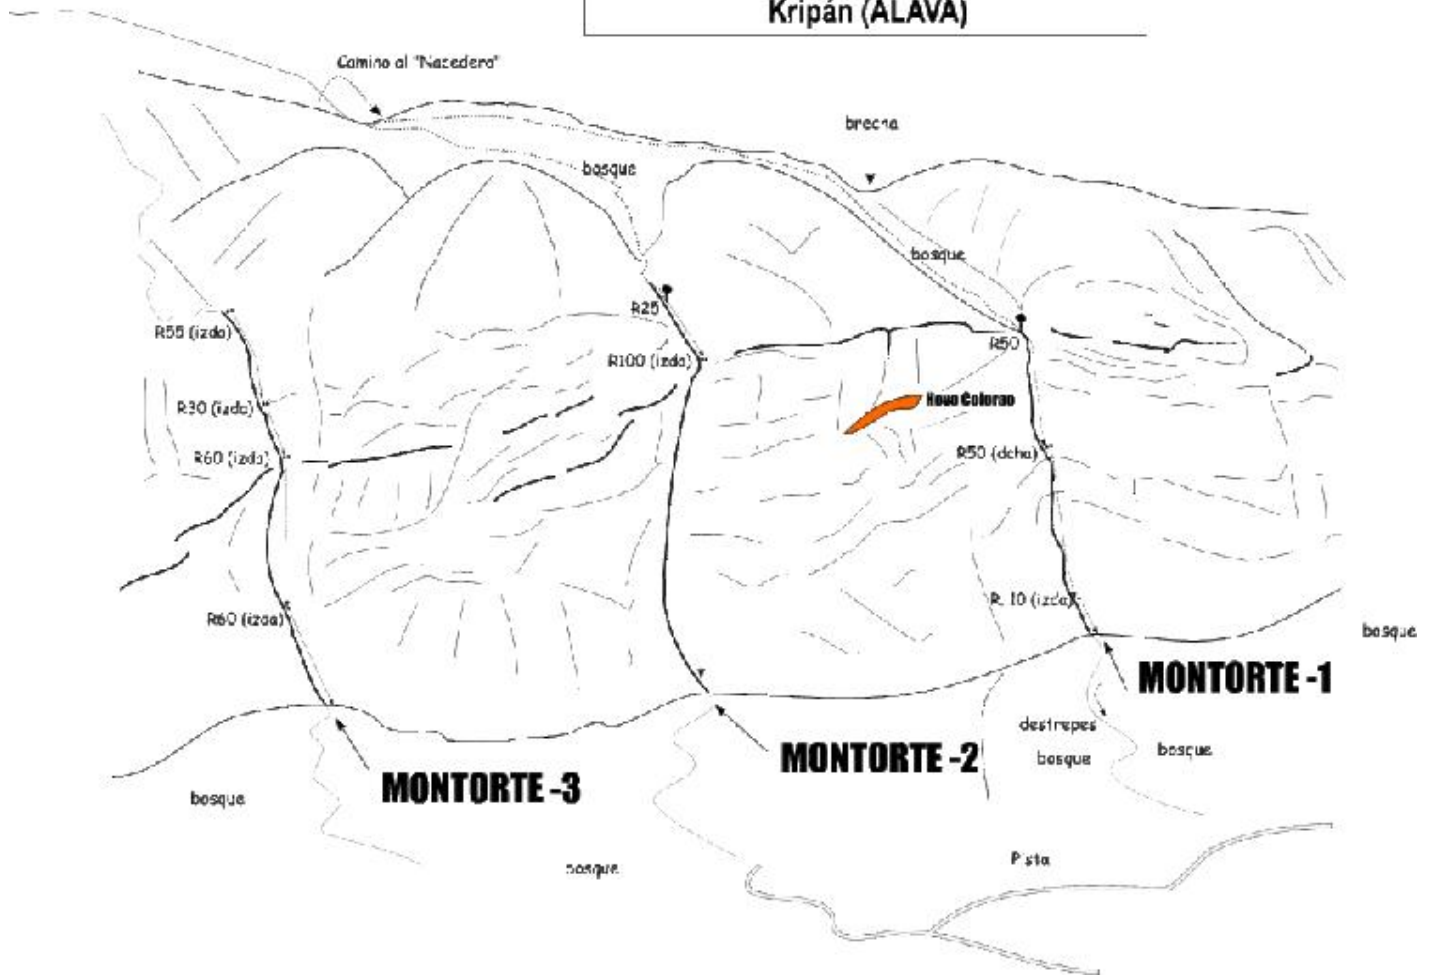 Kripán (ALAVA)
Camino al "Nacedero"
brecha
bosque
bosque
R25
R55 (izda)
R50
R100 (izda)
Hoyo Colorao
R30 (izda)
R60 (izda)
R50 (dcha)
R. 10 (izda)
R60 (izda)
bosque
MONTORTE -1
destrepes
bosque
bosque
MONTORTE -2
MONTORTE -3
bosque
bosque
Pista